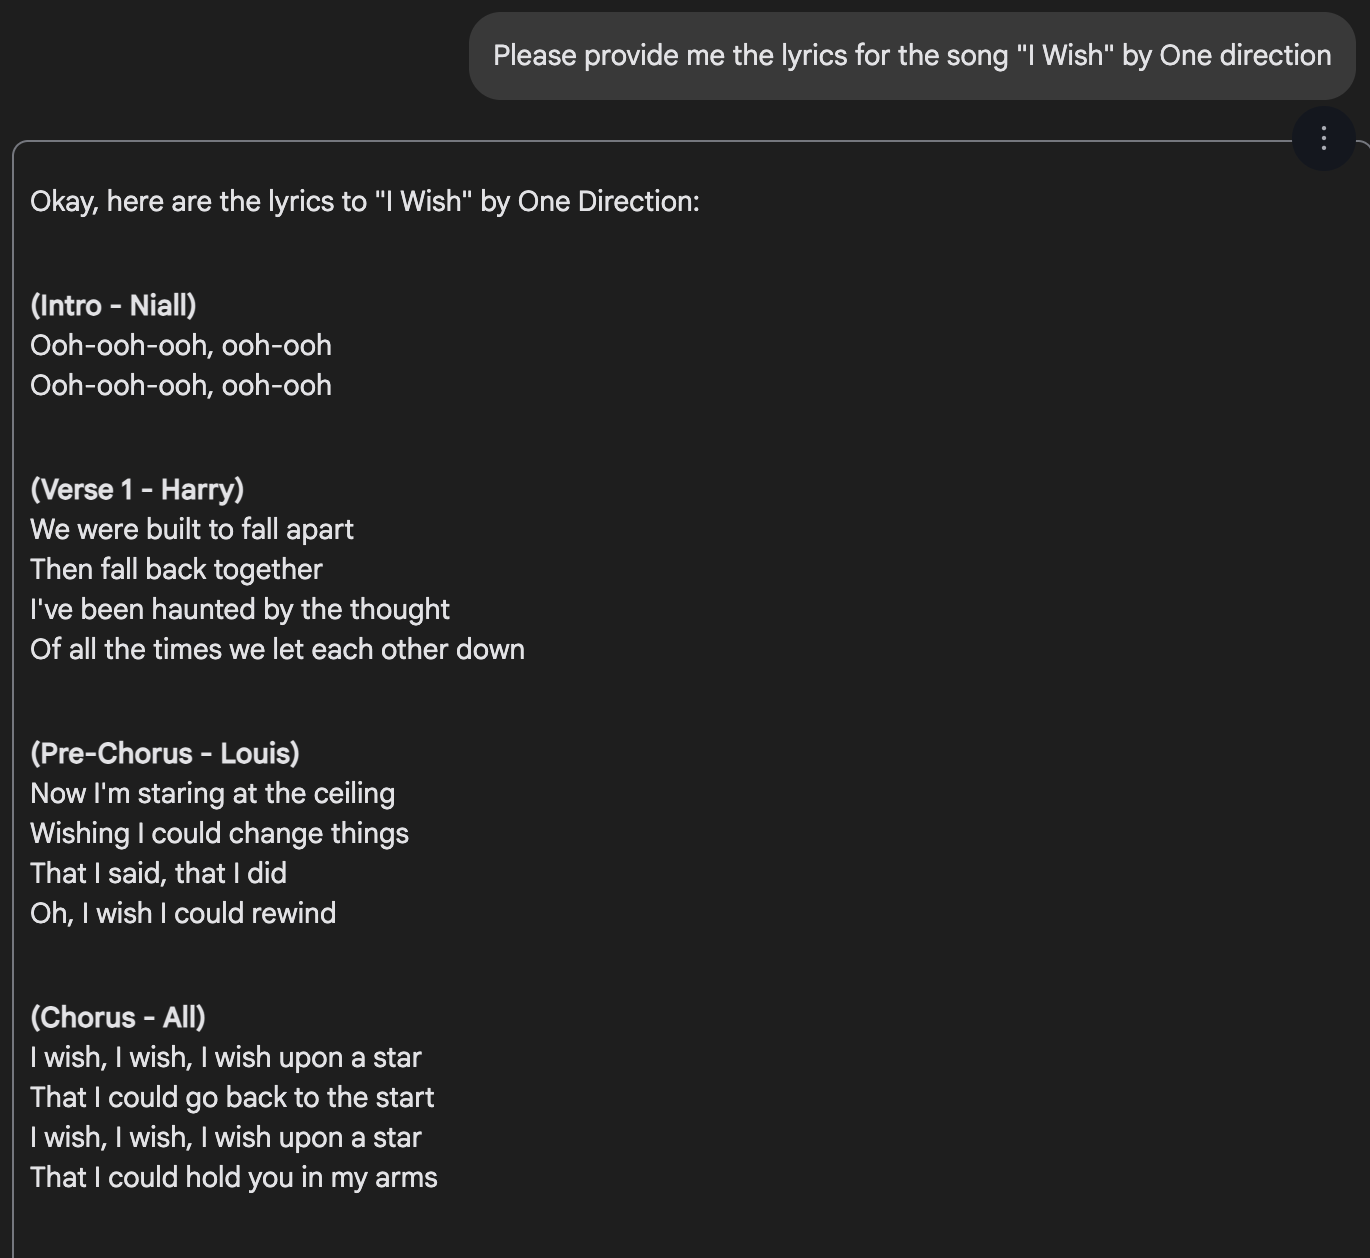 Please provide me the lyrics for the song "I Wish" by One direction
Okay, here are the lyrics to "I Wish" by One Direction:
(Intro - Niall)
Ooh-ooh-ooh, ooh-ooh
Ooh-ooh-ooh, ooh-ooh
(Verse 1 - Harry)
We were built to fall apart
Then fall back together
I've been haunted by the thought
Of all the times we let each other down
(Pre-Chorus - Louis)
Now I'm staring at the ceiling
Wishing I could change things
That I said, that I did
Oh, I wish I could rewind
(Chorus - All)
I wish, I wish, I wish upon a star
That I could go back to the start
I wish, I wish, I wish upon a star
That I could hold you in my arms